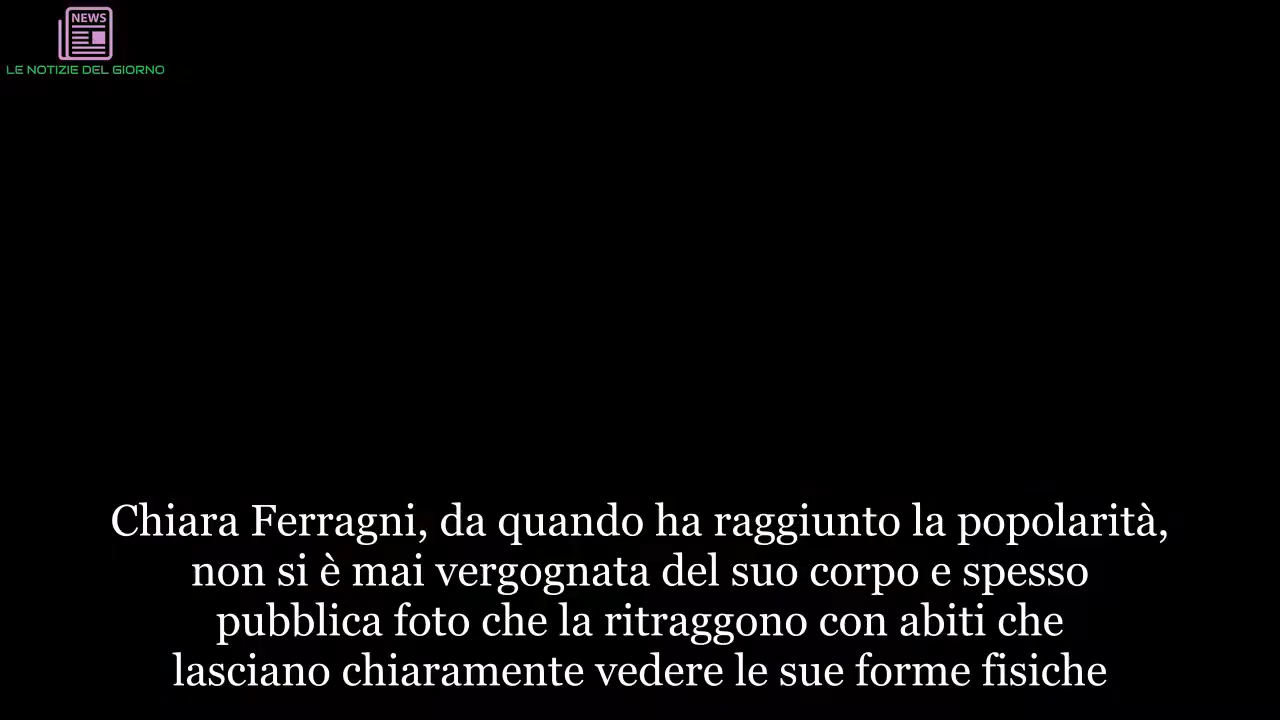 NEWS
LE NOTIZIE DEL GIORNO
Chiara Ferragni, da quando ha raggiunto la popolarità,
non si è mai vergognata del suo corpo e spesso
pubblica foto che la ritraggono con abiti che
lasciano chiaramente vedere le sue forme fisiche